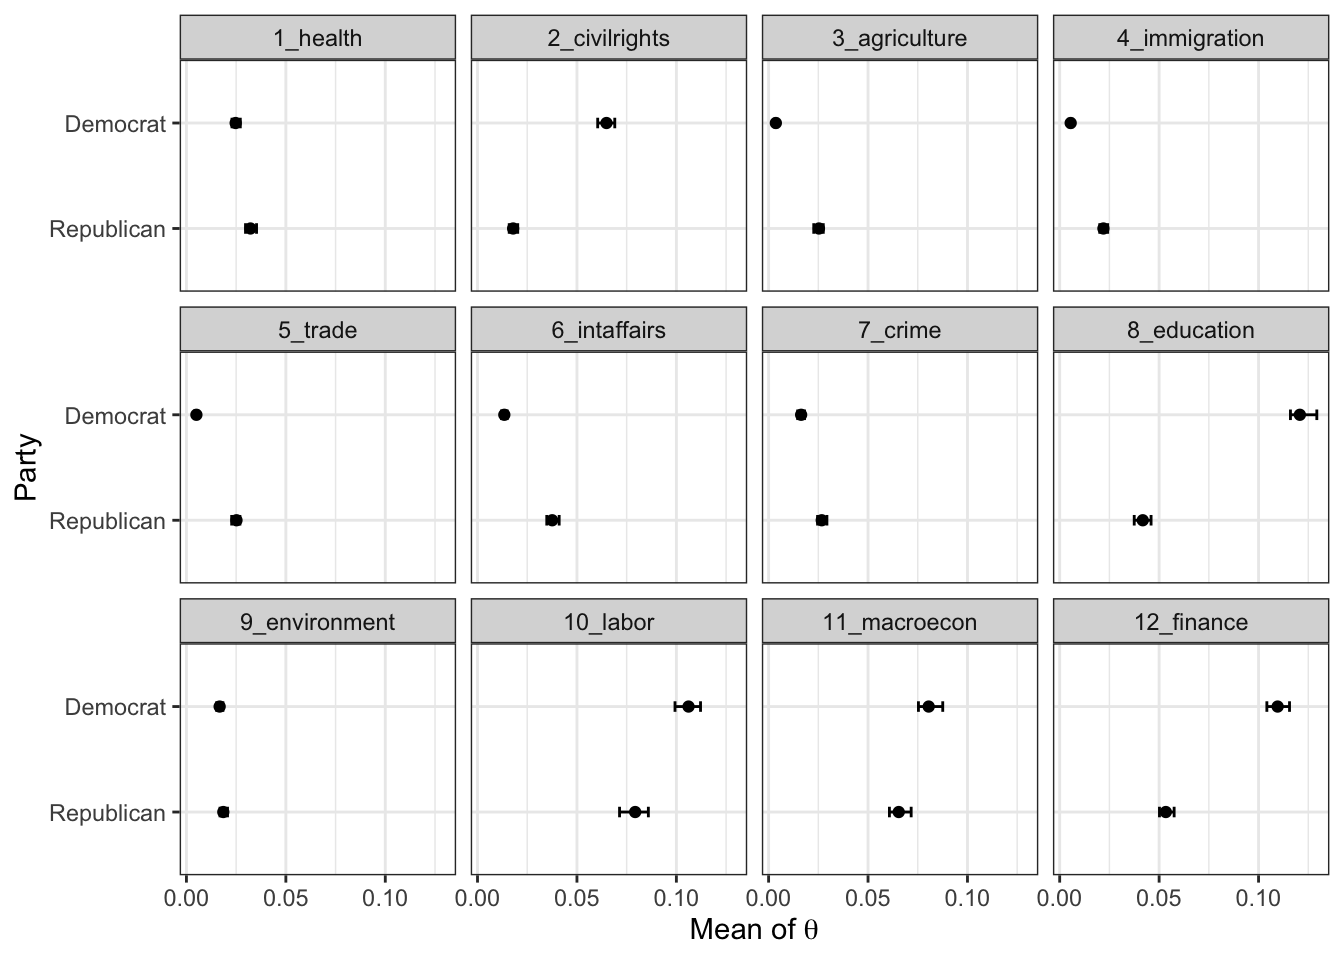 1_health 2_civilrights 3_agriculture 4_immigration
Democrat
Republican
5_trade 6_intaffairs 7_crime 8_education
Democrat
Republican
9_environment 10_labor 11_macroecon 12_finance
Democrat
Republican
0.00 0.05 0.10 0.00 0.05 0.10 0.00 0.05 0.10 0.00 0.05 0.10
Mean of θ
Party